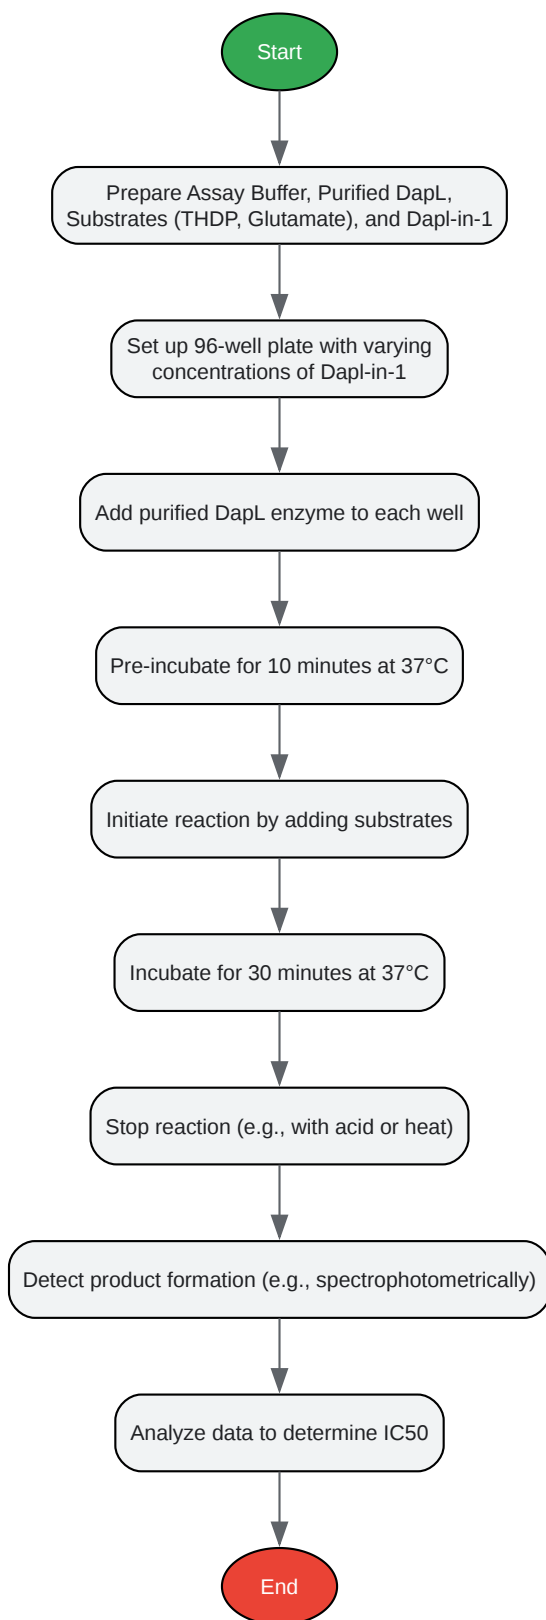 Start
Prepare Assay Buffer, Purified DapL,
Substrates (THDP, Glutamate), and Dapl-in-1
Set up 96-well plate with varying
concentrations of Dapl-in-1
Add purified DapL enzyme to each well
Pre-incubate for 10 minutes at 37°C
Initiate reaction by adding substrates
Incubate for 30 minutes at 37°C
Stop reaction (e.g., with acid or heat)
Detect product formation (e.g., spectrophotometrically)
Analyze data to determine IC50
End